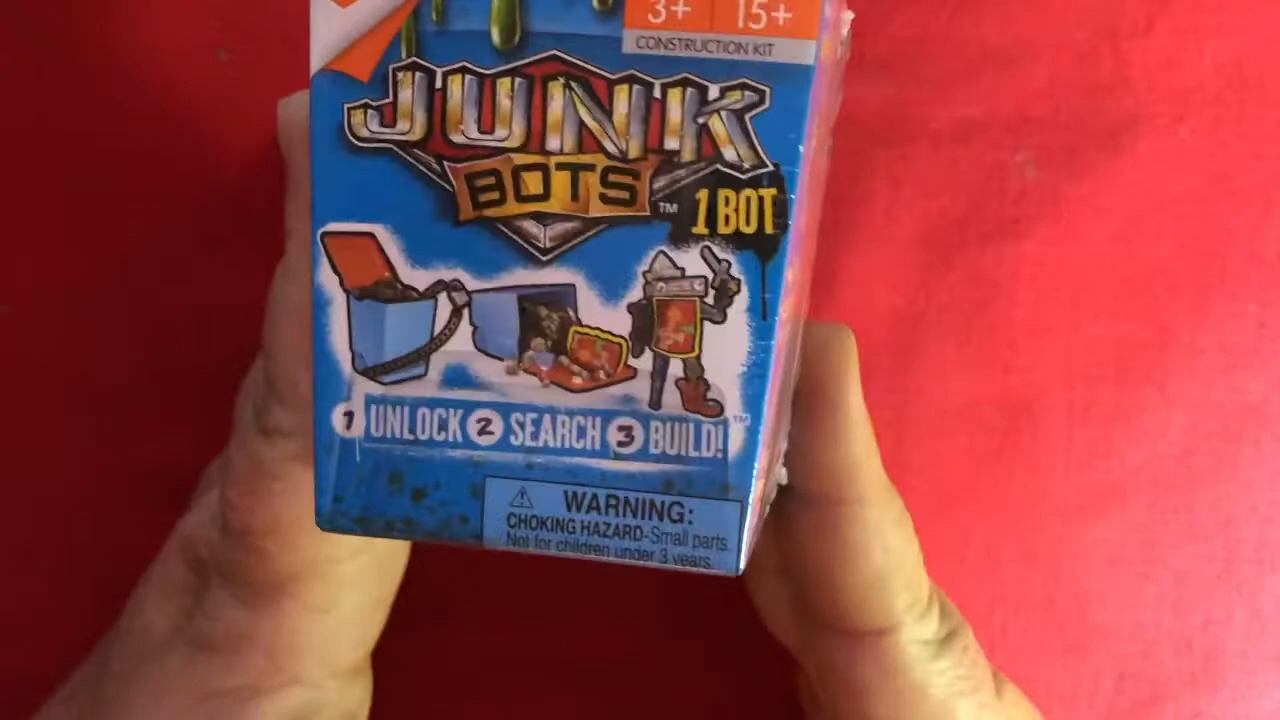 3+ 15+
CONSTRUCTION KIT
JUNK
BOTS ™
1 BOT
1 UNLOCK 2 SEARCH 3 BUILD! ™
WARNING:
CHOKING HAZARD-Small parts
Not for children under 3 years.